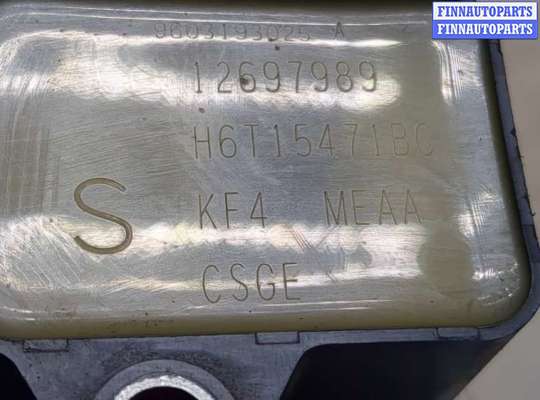 FINNAUTOPARTS
FINNAUTOPARTS
9603193025 A
12697989
H6T15471BC
S
KF4 MEAA
CSGE